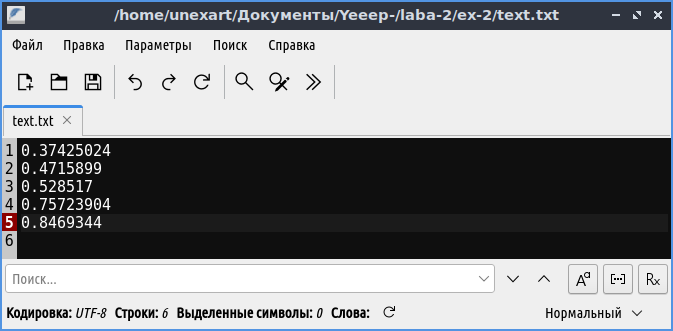 /home/unexart/Документы/Yeeep-/laba-2/ex-2/text.txt
Файл Правка Параметры Поиск Справка
text.txt
1 0.37425024
2 0.4715899
3 0.528517
4 0.75723904
5 0.8469344
6
Поиск...
Aa [··] Rx
Кодировка: UTF-8 Строки: 6 Выделенные символы: 0 Слова: Нормальный